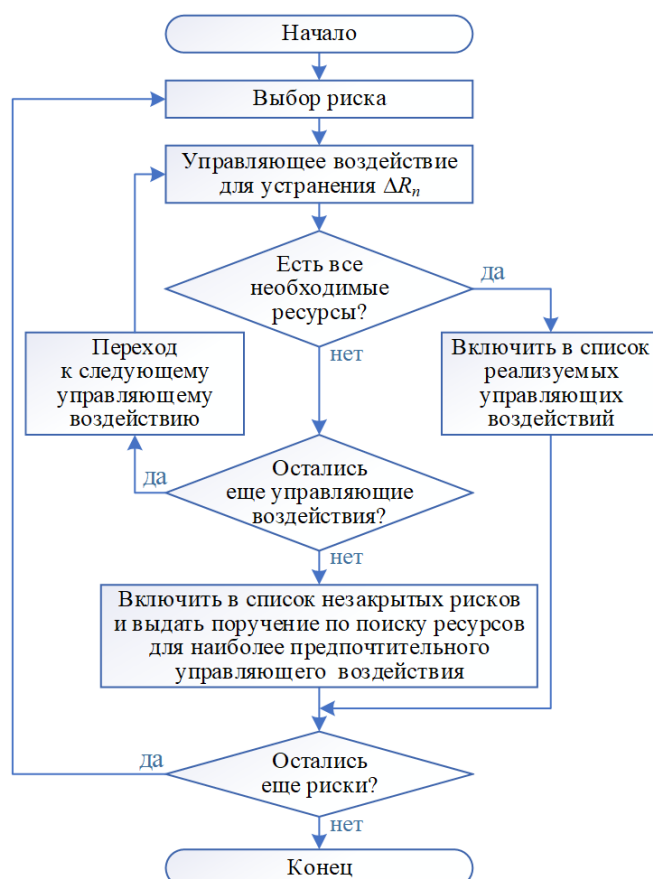 Начало
Выбор риска
Управляющее воздействие
для устранения ΔRₙ
Есть все
необходимые
ресурсы?
да
нет
Переход
к следующему
управляющему
воздействию
Включить в список
реализуемых
управляющих
воздействий
Остались
еще управляющие
воздействия?
да
нет
Включить в список незакрытых рисков
и выдать поручение по поиску ресурсов
для наиболее предпочтительного
управляющего воздействия
Остались
еще риски?
да
нет
Конец